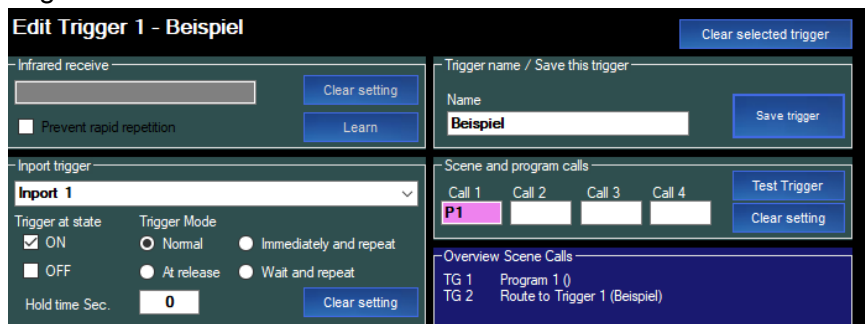 Edit Trigger 1 - Beispiel
Clear selected trigger
Infrared receive
Clear setting
Prevent rapid repetition
Learn
Trigger name / Save this trigger
Name
Beispiel
Save trigger
Inport trigger
Inport 1
Trigger at state
Trigger Mode
ON
Normal
Immediately and repeat
OFF
At release
Wait and repeat
Hold time Sec.
0
Clear setting
Scene and program calls
Call 1
Call 2
Call 3
Call 4
Test Trigger
P1
Clear setting
Overview Scene Calls
TG 1 Program 1 ()
TG 2 Route to Trigger 1 (Beispiel)